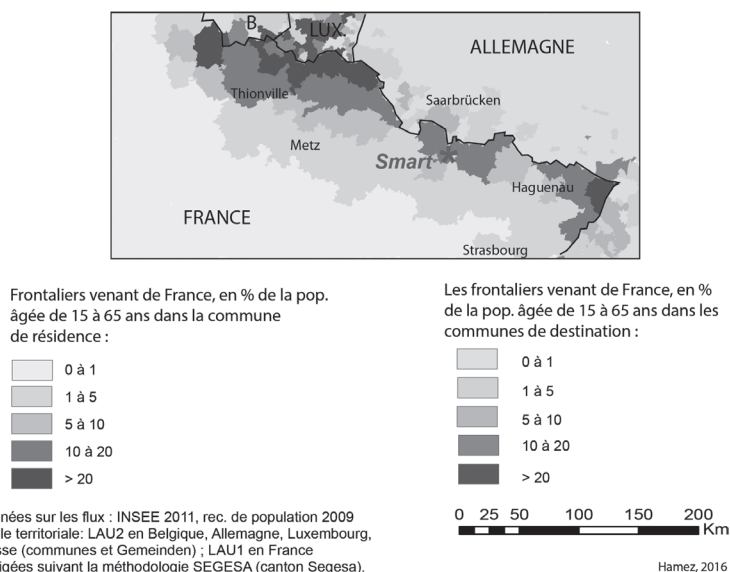 B
LUX.
ALLEMAGNE
Thionville
Saarbrücken
Metz
Smart
Haguenau
FRANCE
Strasbourg
Frontaliers venant de France, en % de la pop.
âgée de 15 à 65 ans dans la commune
de résidence :
0 à 1
1 à 5
5 à 10
10 à 20
> 20
Les frontaliers venant de France, en %
de la pop. âgée de 15 à 65 ans dans les
communes de destination :
0 à 1
1 à 5
5 à 10
10 à 20
> 20
nées sur les flux : INSEE 2011, rec. de population 2009
le territoriale: LAU2 en Belgique, Allemagne, Luxembourg,
sse (communes et Gemeinden) ; LAU1 en France
igées suivant la méthodologie SEGESA (canton Segesa).
0 25 50 100 150 200
Km
Hamez, 2016